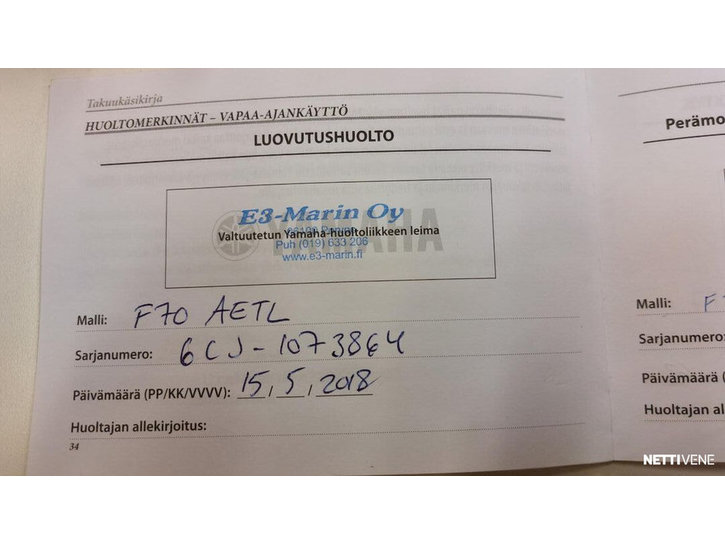 Takuukäsikirja
HUOLTOMERKINNÄT – VAPAA-AJANKÄYTTÖ
LUOVUTUSHUOLTO
E3-Marin Oy
Valtuutetun Yamaha-huoltoliikkeen leima
YAMAHA
Puh (019) 633 206
www.e3-marin.fi
Malli: F70 AETL
Sarjanumero: 6CJ-1073864
Päivämäärä (PP/KK/VVVV): 15,5,2018
Huoltajan allekirjoitus:
34
Perämo
Malli: F
Sarjanumero:
Päivämäärä (
Huoltajan al
NETTIVENE